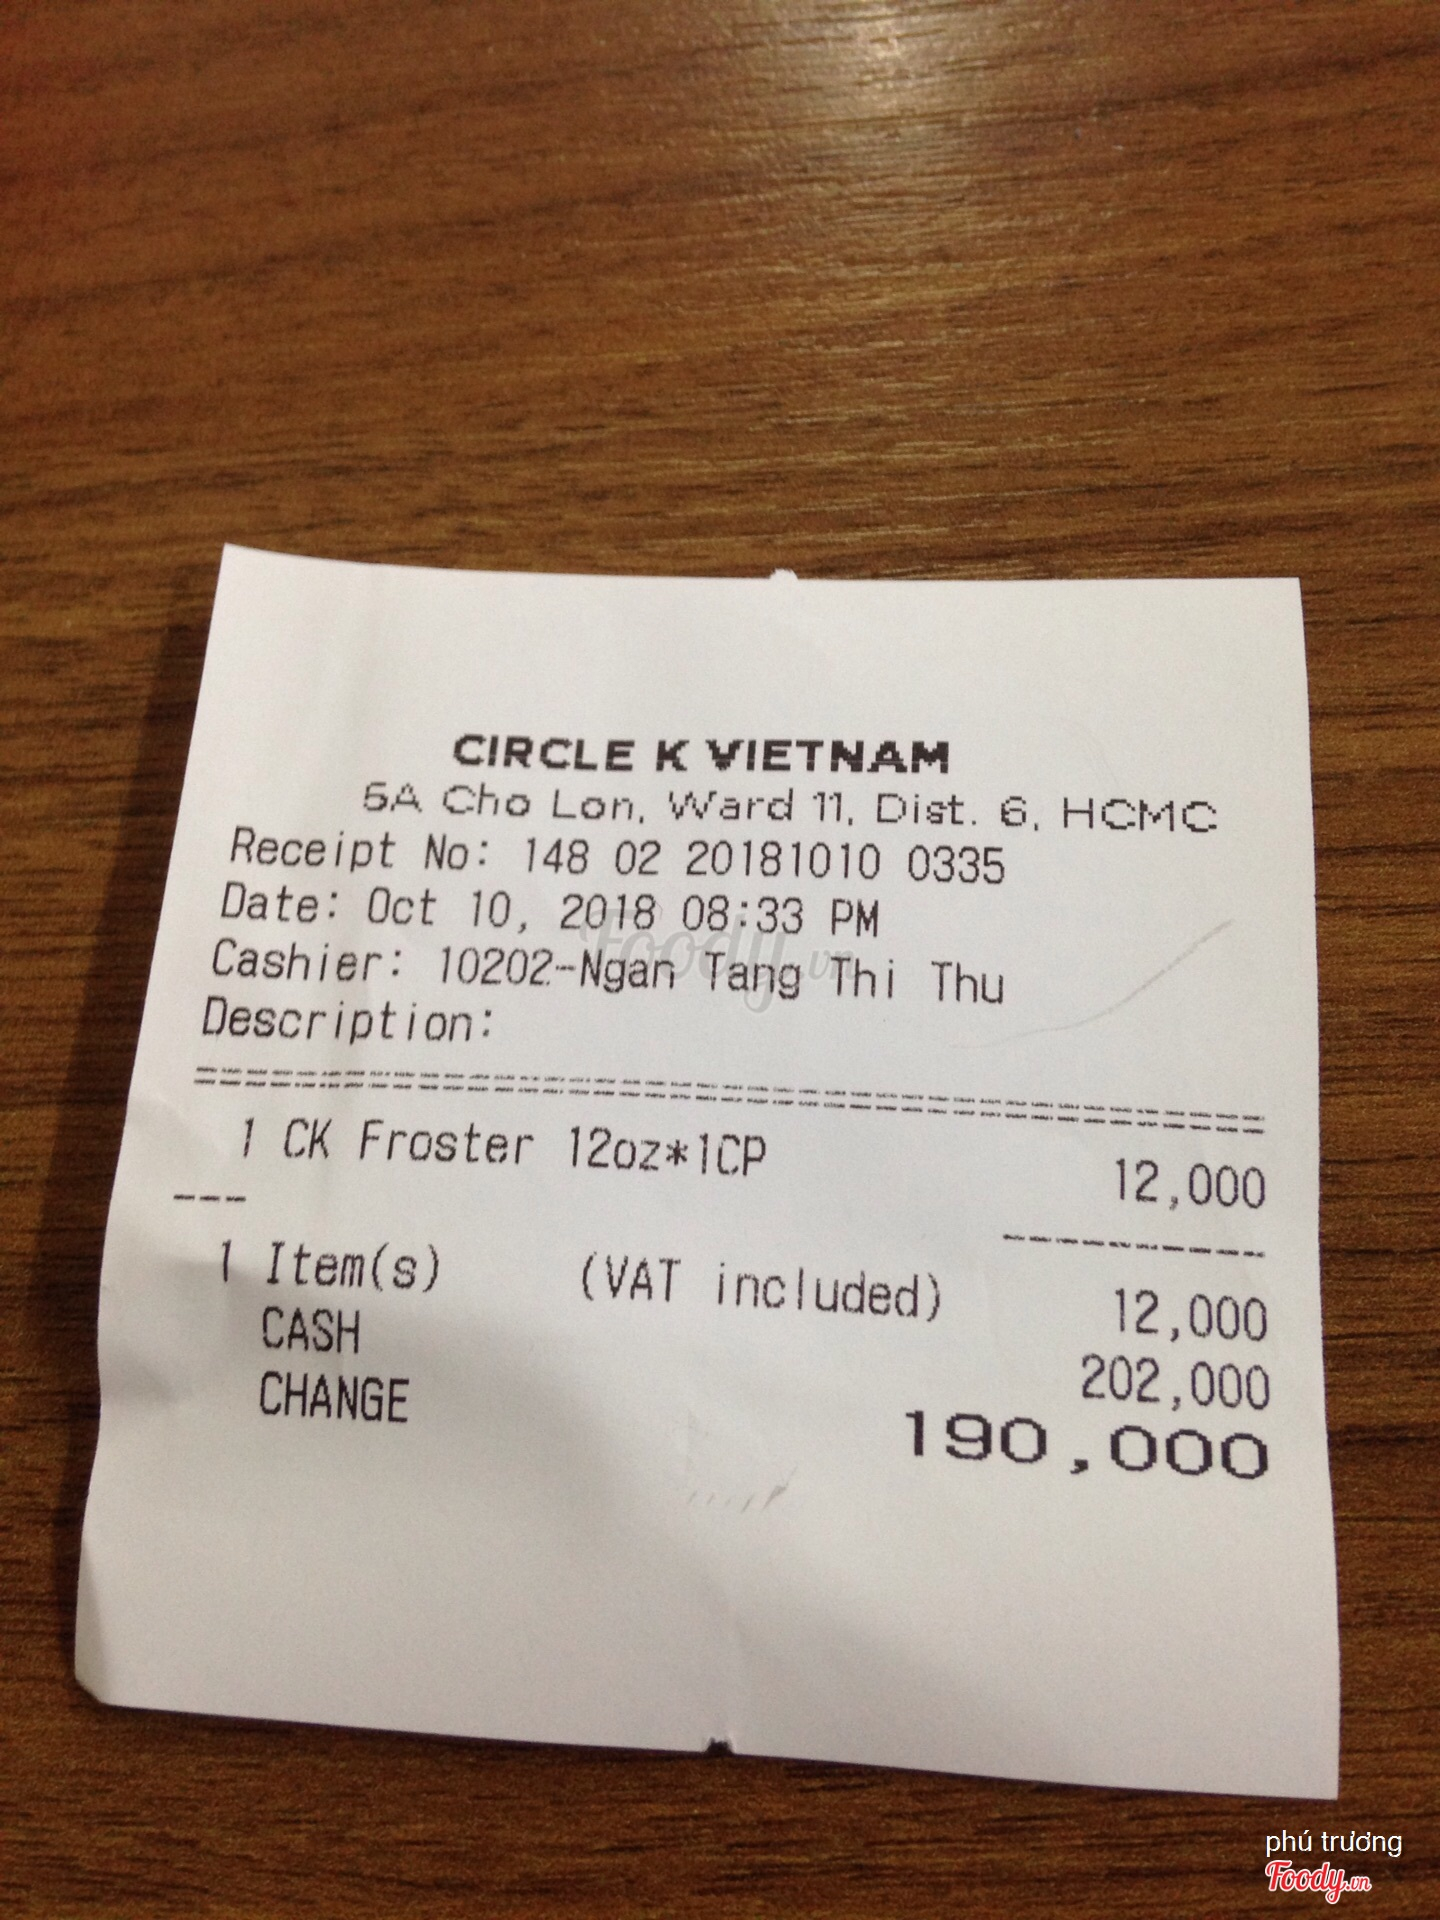 CIRCLE K VIETNAM
5A Cho Lon, Ward 11, Dist. 6, HCMC
Receipt No: 148 02 20181010 0335
Date: Oct 10, 2018 08:33 PM
Cashier: 10202-Ngan Tang Thi Thu
Description:
1 CK Froster 12oz*1CP 12,000
1 Item(s) (VAT included) 12,000
CASH 202,000
CHANGE 190,000
Foody.vn
phú trương
Foody.vn